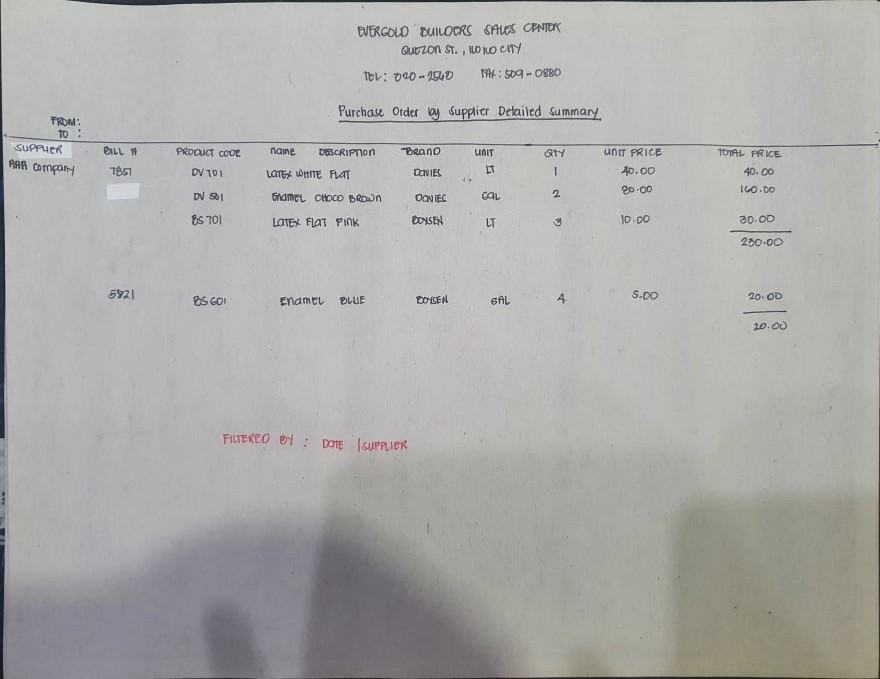 EVERGOLD BUILDERS SALES CENTER
QUEZON ST., ILOILO CITY
TEL: 020-2540 FAX: 509-0880
Purchase Order by Supplier Detailed Summary
FROM:
TO :
SUPPLIER BILL # PRODUCT CODE NAME DESCRIPTION BRAND UNIT QTY UNIT PRICE TOTAL PRICE
AAA Company 7851 DV 701 LATEX WHITE FLAT DAVIES LT 1 40.00 40.00
DV 501 ENAMEL CHOCO BROWN DAVIES GAL 2 80.00 160.00
BS 701 LATEX FLAT PINK BOYSEN LT 3 10.00 30.00
230.00
5821 BS 601 ENAMEL BLUE BOYSEN GAL 4 5.00 20.00
20.00
FILTERED BY : DATE / SUPPLIER